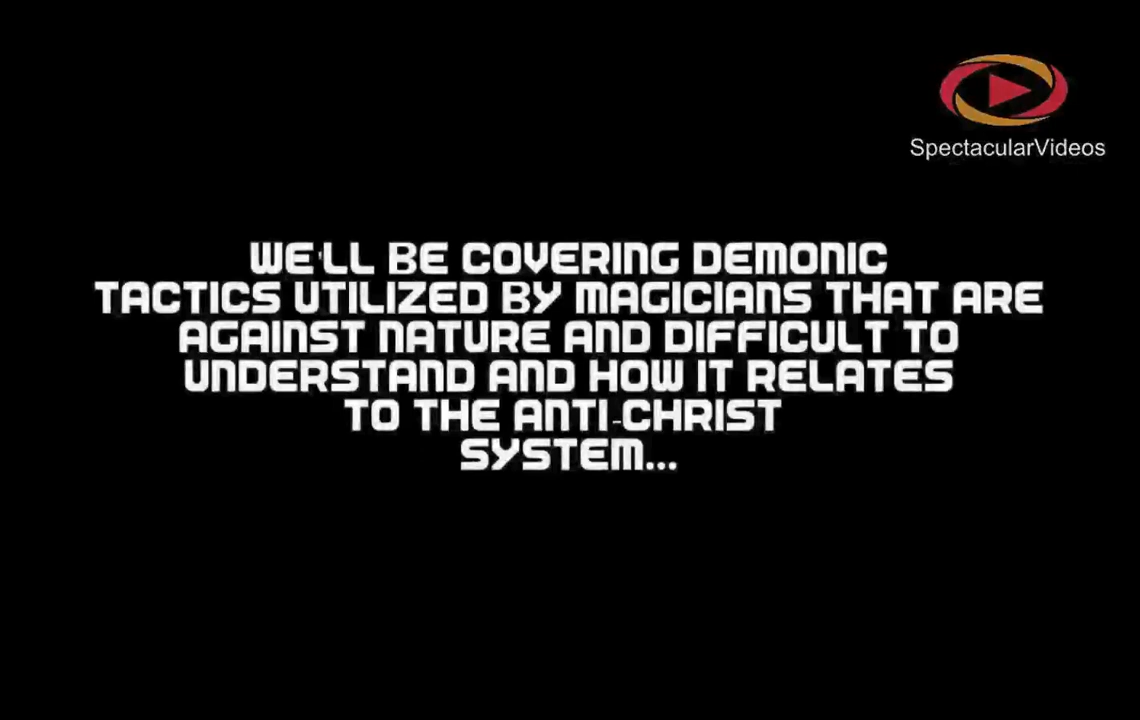 SpectacularVideos
WE'LL BE COVERING DEMONIC
TACTICS UTILIZED BY MAGICIANS THAT ARE
AGAINST NATURE AND DIFFICULT TO
UNDERSTAND AND HOW IT RELATES
TO THE ANTI-CHRIST
SYSTEM...